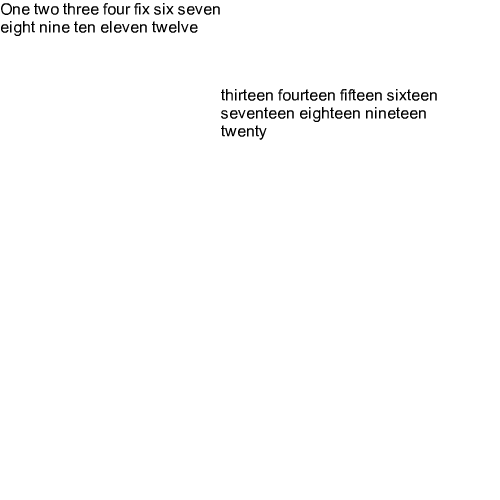 One two three four fix six seven
eight nine ten eleven twelve
thirteen fourteen fifteen sixteen
seventeen eighteen nineteen
twenty